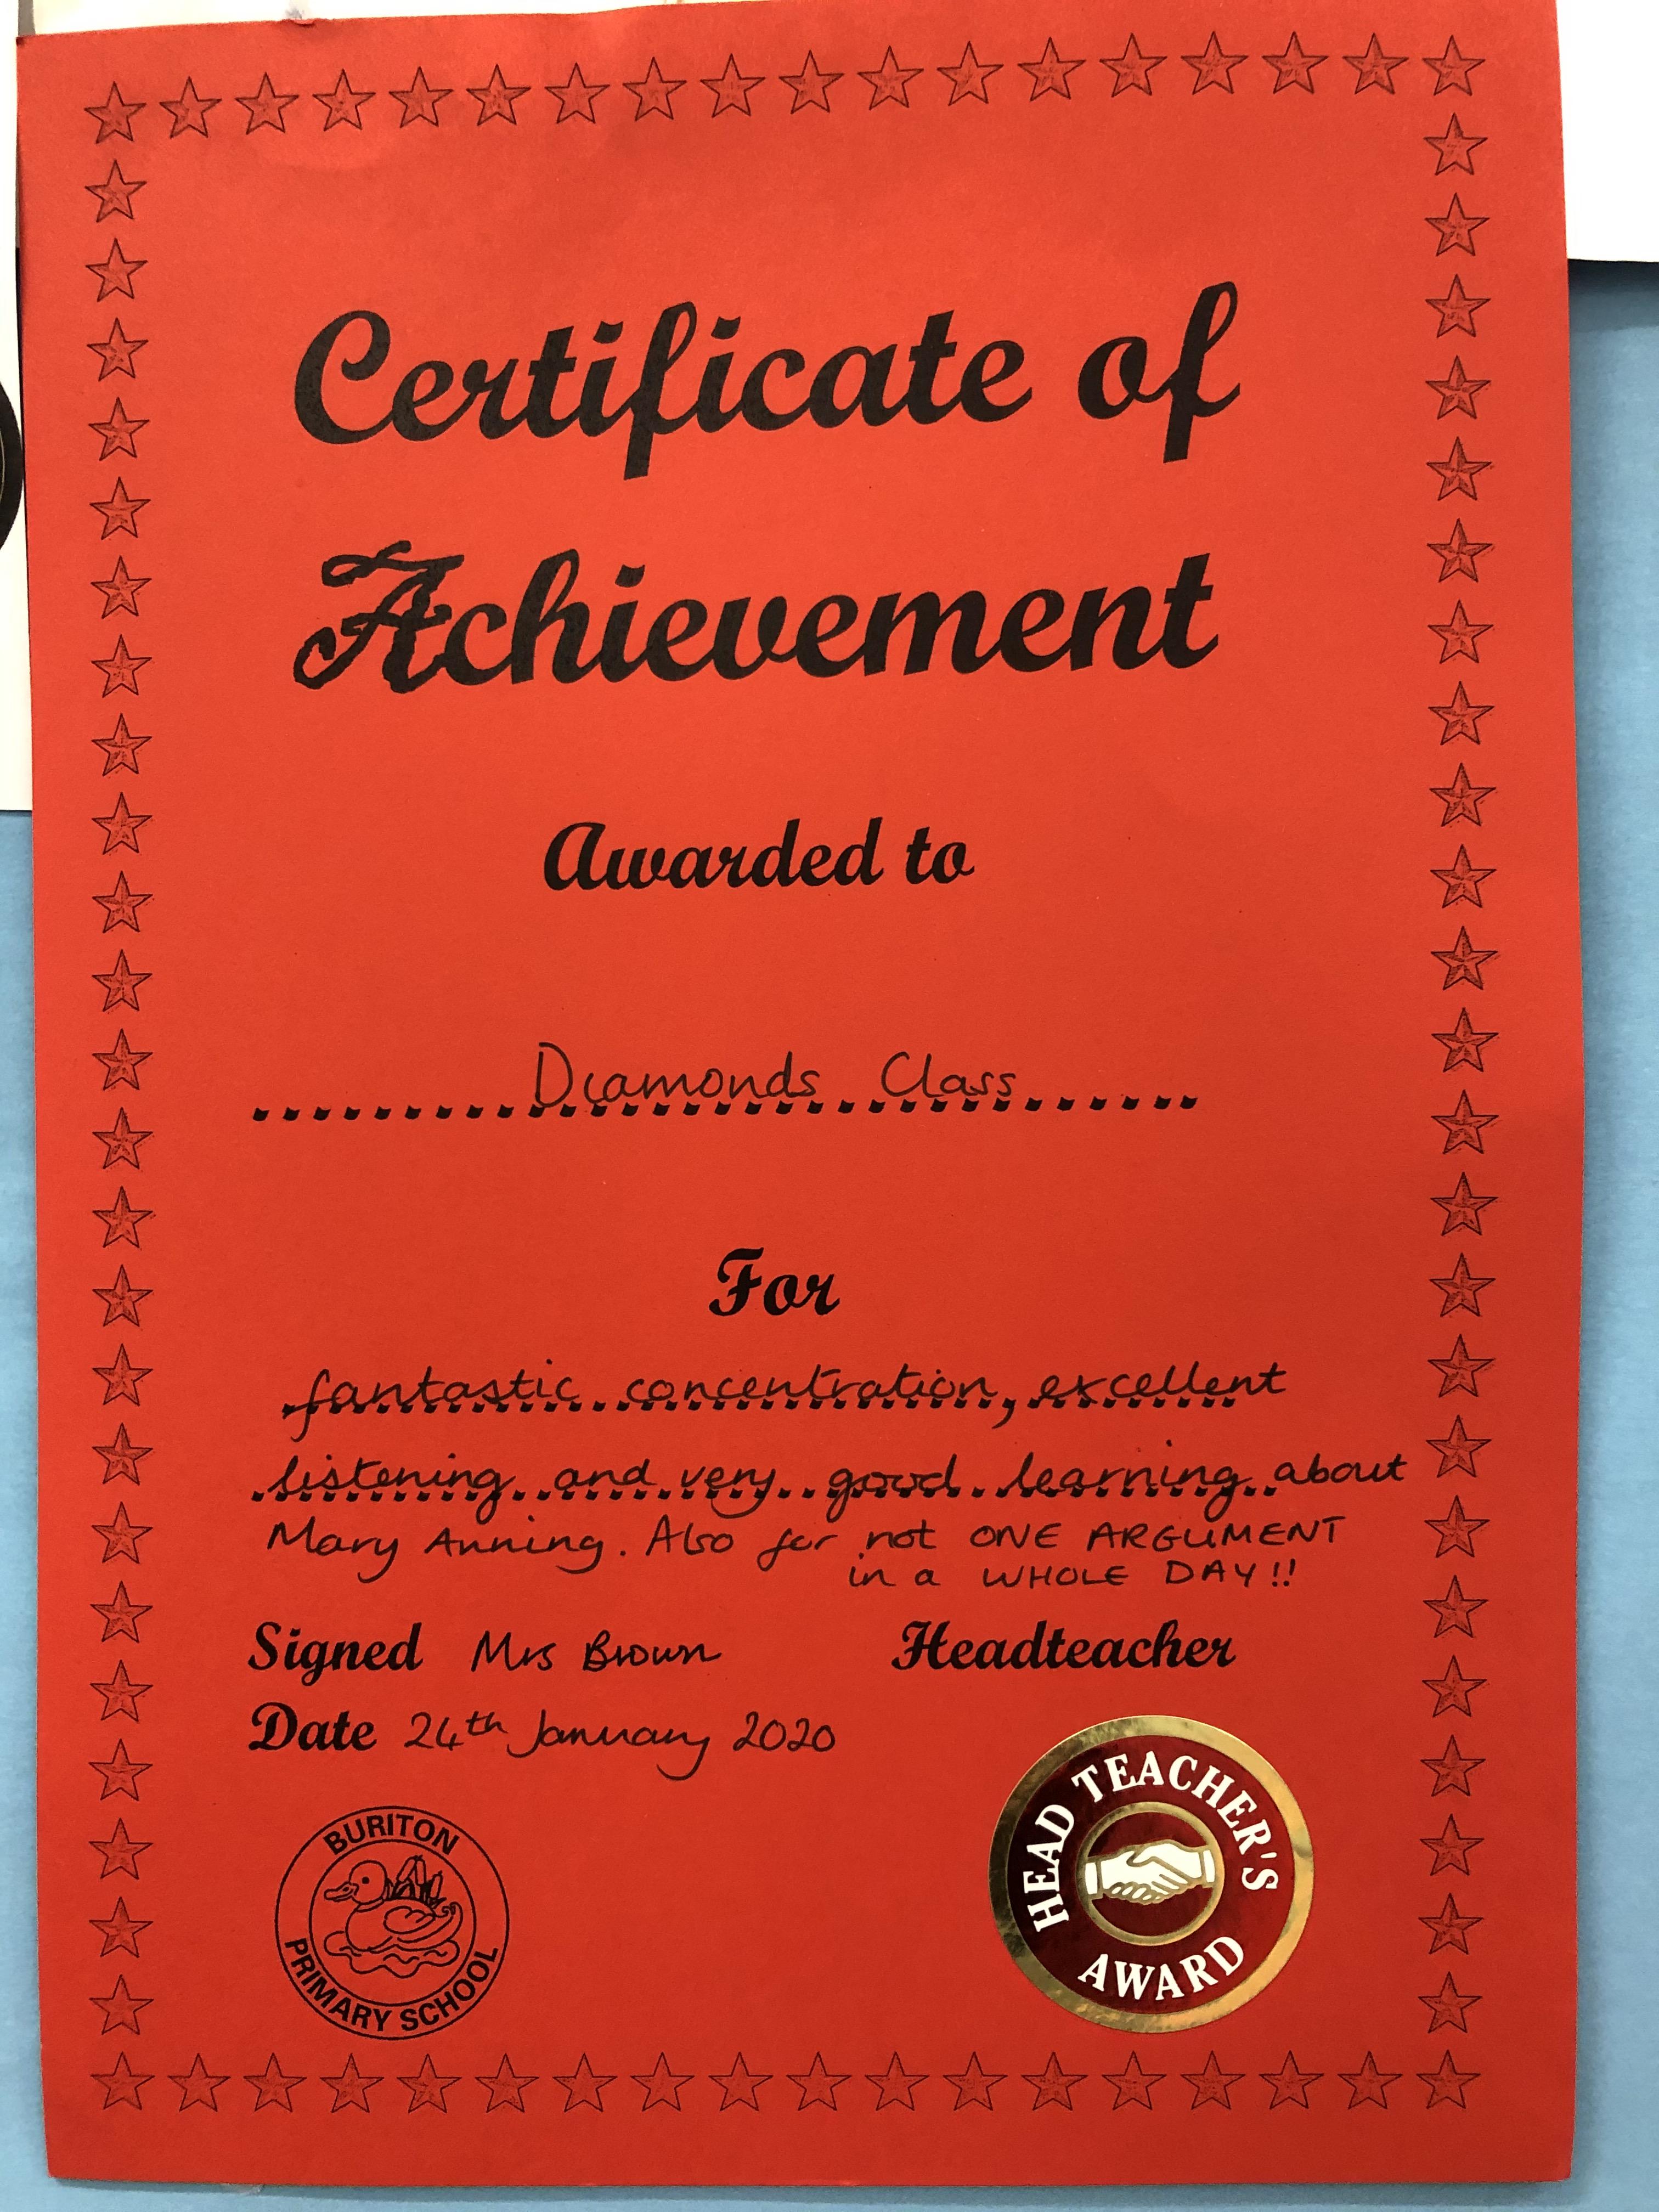 Certificate of
Achievement
Awarded to
Diamonds Class
For
fantastic concentration, excellent
listening and very good learning about
Mary Anning. Also for not ONE ARGUMENT
in a WHOLE DAY!!
Signed Mrs Brown Headteacher
Date 24th January 2020
BURITON
PRIMARY SCHOOL
HEAD TEACHER'S
AWARD